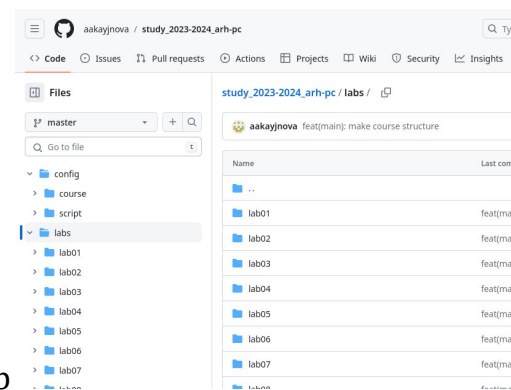 aakayjnova / study_2023-2024_arh-pc
Code Issues Pull requests Actions Projects Wiki Security Insights
Files
master
Go to file t
config
course
script
labs
lab01
lab02
lab03
lab04
lab05
lab06
lab07
study_2023-2024_arh-pc / labs /
aakayjnova feat(main): make course structure
Name Last com
..
lab01 feat(ma
lab02 feat(ma
lab03 feat(ma
lab04 feat(ma
lab05 feat(ma
lab06 feat(ma
lab07 feat(ma